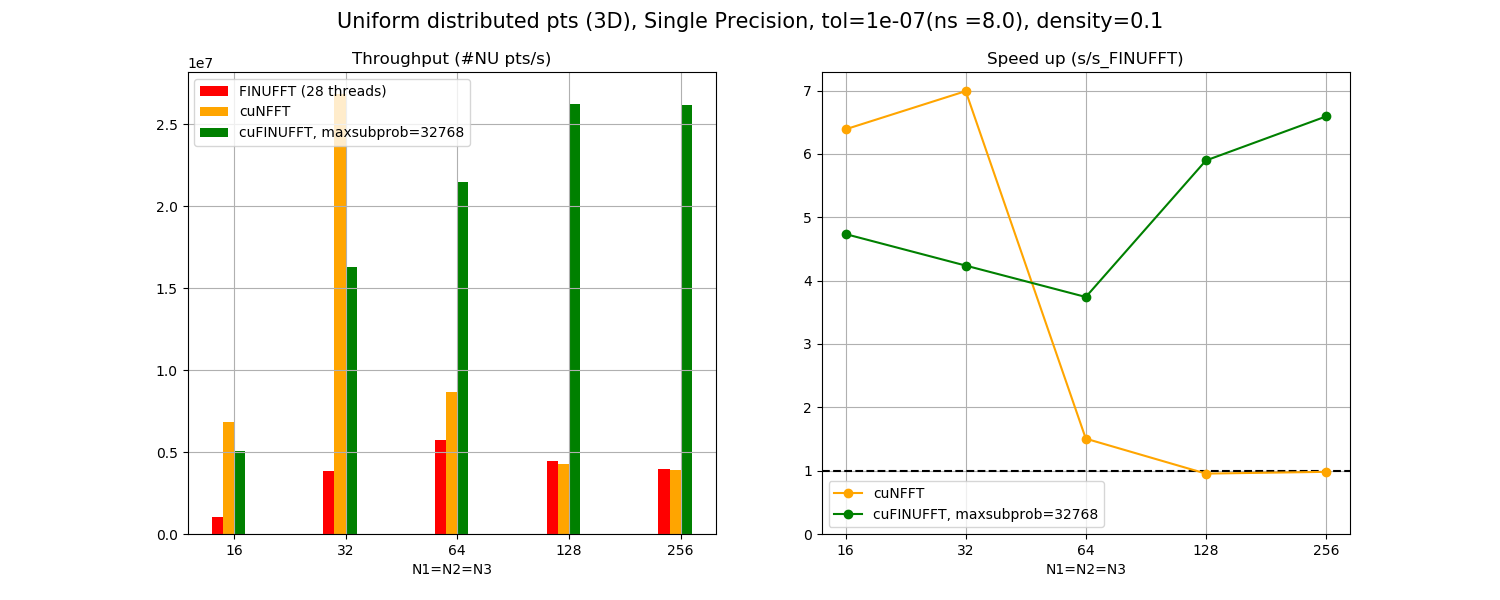 Uniform distributed pts (3D), Single Precision, tol=1e-07(ns =8.0), density=0.1
Throughput (#NU pts/s)
1e7
FINUFFT (28 threads)
cuNFFT
cuFINUFFT, maxsubprob=32768
2.5
2.0
1.5
1.0
0.5
0.0
16
32
64
128
256
N1=N2=N3
Speed up (s/s_FINUFFT)
7
6
5
4
3
2
1
0
cuNFFT
cuFINUFFT, maxsubprob=32768
16
32
64
128
256
N1=N2=N3